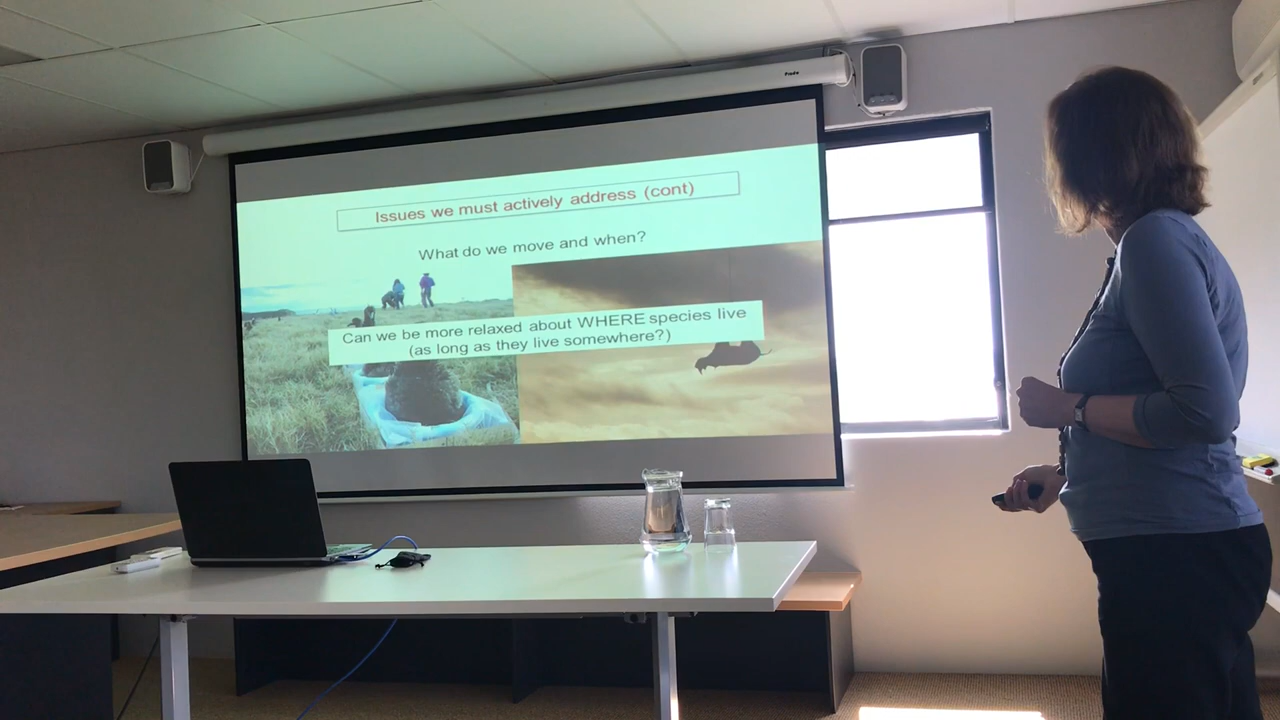 Issues we must actively address (cont)
What do we move and when?
Can we be more relaxed about WHERE species live
(as long as they live somewhere?)